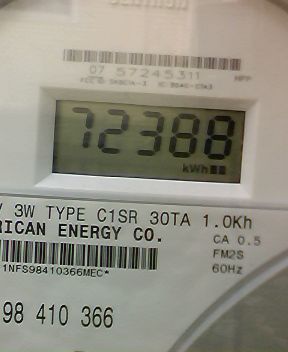 07 57245311
72388
kWh
3W TYPE C1SR 30TA 1.0Kh
RICAN ENERGY CO.
CA 0.5
FM2S
60Hz
1NFS98410366MEC*
98 410 366